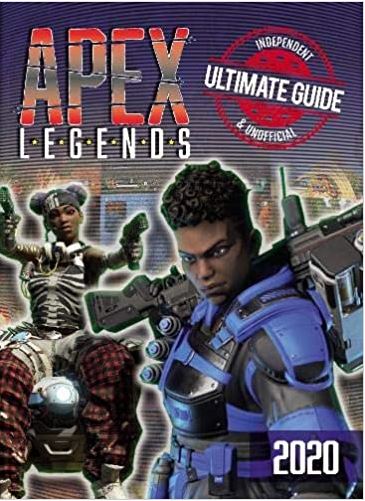 APEX
LEGENDS
INDEPENDENT
ULTIMATE GUIDE
& UNOFFICIAL
2020